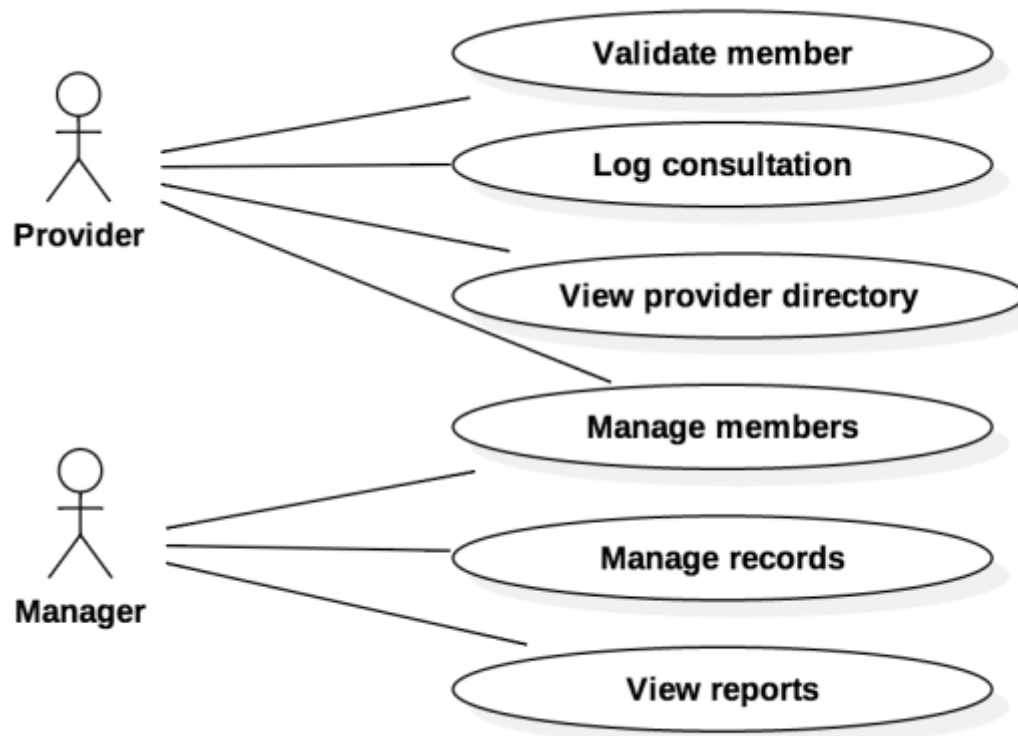 Validate member
Log consultation
Provider
View provider directory
Manage members
Manage records
Manager
View reports